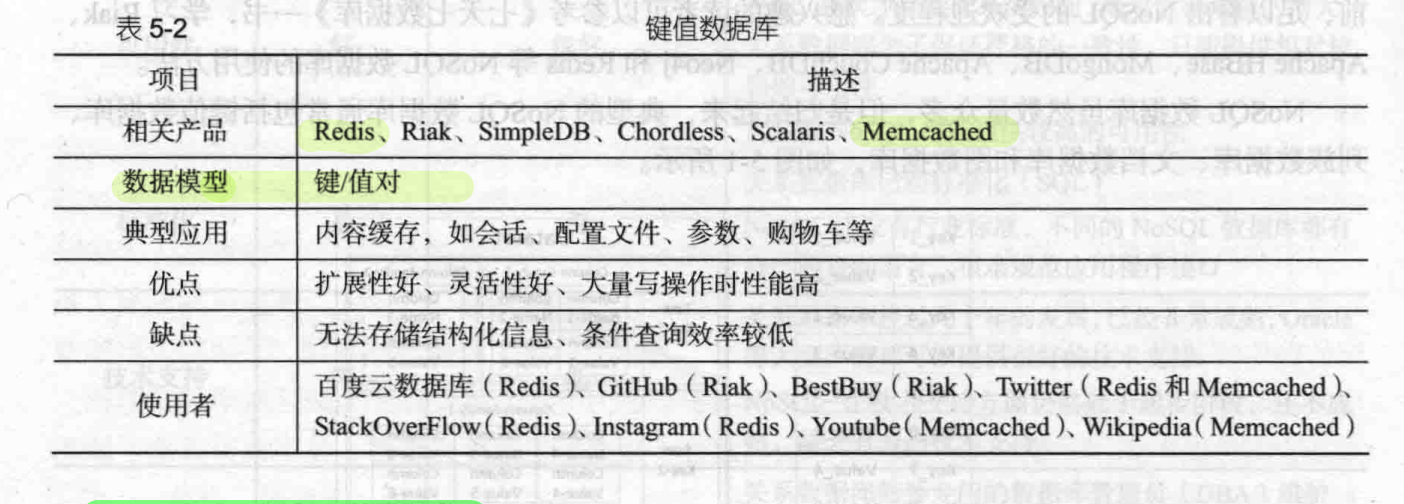 表 5-2 键值数据库
项目 描述
相关产品 Redis、Riak、SimpleDB、Chordless、Scalaris、Memcached
数据模型 键/值对
典型应用 内容缓存，如会话、配置文件、参数、购物车等
优点 扩展性好、灵活性好、大量写操作时性能高
缺点 无法存储结构化信息、条件查询效率较低
使用者 百度云数据库（Redis）、GitHub（Riak）、BestBuy（Riak）、Twitter（Redis 和 Memcached）、
StackOverFlow（Redis）、Instagram（Redis）、Youtube（Memcached）、Wikipedia（Memcached）